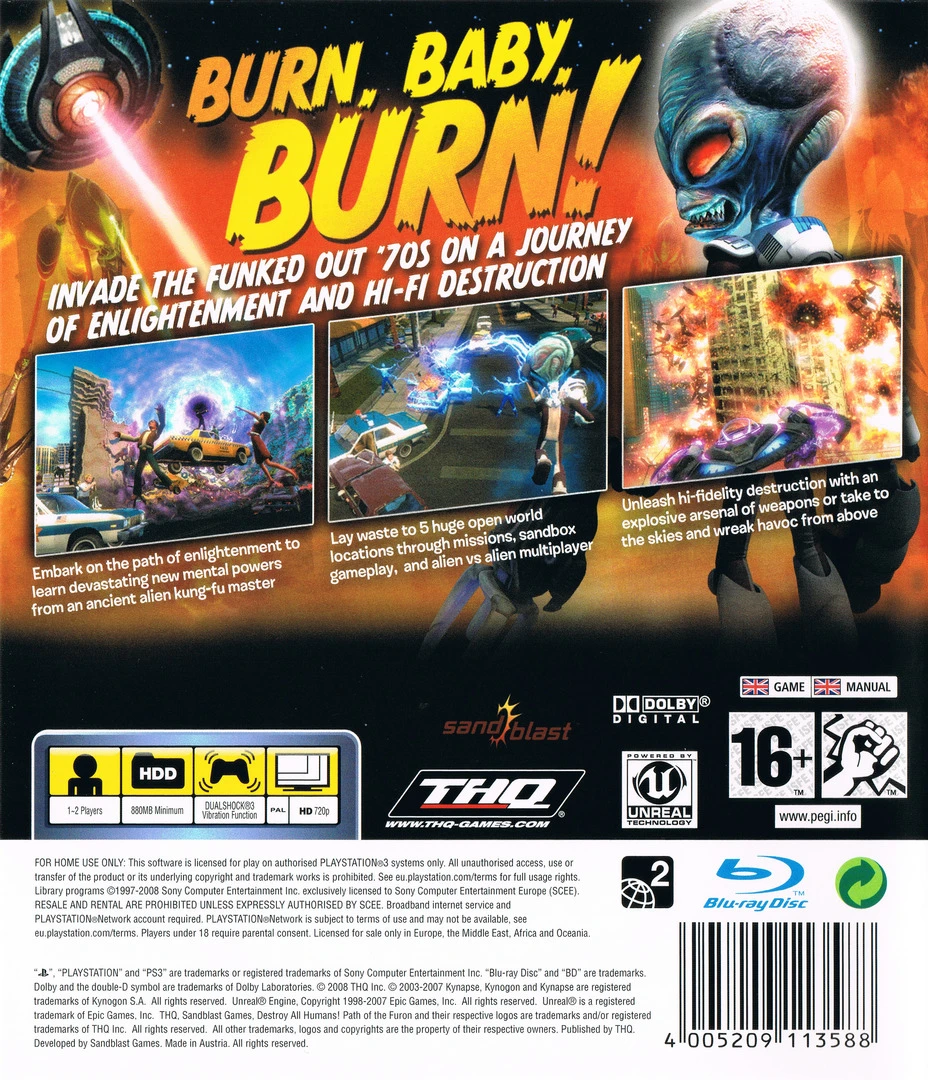 BURN, BABY,
BURN!
INVADE THE FUNKED OUT '70S ON A JOURNEY
OF ENLIGHTENMENT AND HI-FI DESTRUCTION
Embark on the path of enlightenment to
learn devastating new mental powers
from an ancient alien kung-fu master
Lay waste to 5 huge open world
locations through missions, sandbox
gameplay, and alien vs alien multiplayer
Unleash hi-fidelity destruction with an
explosive arsenal of weapons or take to
the skies and wreak havoc from above
GAME MANUAL
sandblast
DOLBY®
DIGITAL
16+™
™
www.pegi.info
HDD
1-2 Players
880MB Minimum
DUALSHOCK®3
Vibration Function
PAL
HD 720p
THQ®
WWW.THQ-GAMES.COM
POWERED BY
UNREAL
TECHNOLOGY
FOR HOME USE ONLY: This software is licensed for play on authorised PLAYSTATION®3 systems only. All unauthorised access, use or
transfer of the product or its underlying copyright and trademark works is prohibited. See eu.playstation.com/terms for full usage rights.
Library programs ©1997-2008 Sony Computer Entertainment Inc. exclusively licensed to Sony Computer Entertainment Europe (SCEE).
RESALE AND RENTAL ARE PROHIBITED UNLESS EXPRESSLY AUTHORISED BY SCEE. Broadband internet service and
PLAYSTATION®Network account required. PLAYSTATION®Network is subject to terms of use and may not be available, see
eu.playstation.com/terms. Players under 18 require parental consent. Licensed for sale only in Europe, the Middle East, Africa and Oceania.
2
Blu-ray Disc™
"PS", "PLAYSTATION" and "PS3" are trademarks or registered trademarks of Sony Computer Entertainment Inc. "Blu-ray Disc" and "BD" are trademarks.
Dolby and the double-D symbol are trademarks of Dolby Laboratories. © 2008 THQ Inc. © 2003-2007 Kynapse, Kynogon and Kynapse are registered
trademarks of Kynogon S.A. All rights reserved. Unreal® Engine, Copyright 1998-2007 Epic Games, Inc. All rights reserved. Unreal® is a registered
trademark of Epic Games, Inc. THQ, Sandblast Games, Destroy All Humans! Path of the Furon and their respective logos are trademarks and/or registered
trademarks of THQ Inc. All rights reserved. All other trademarks, logos and copyrights are the property of their respective owners. Published by THQ.
Developed by Sandblast Games. Made in Austria. All rights reserved.
4 005209 113588